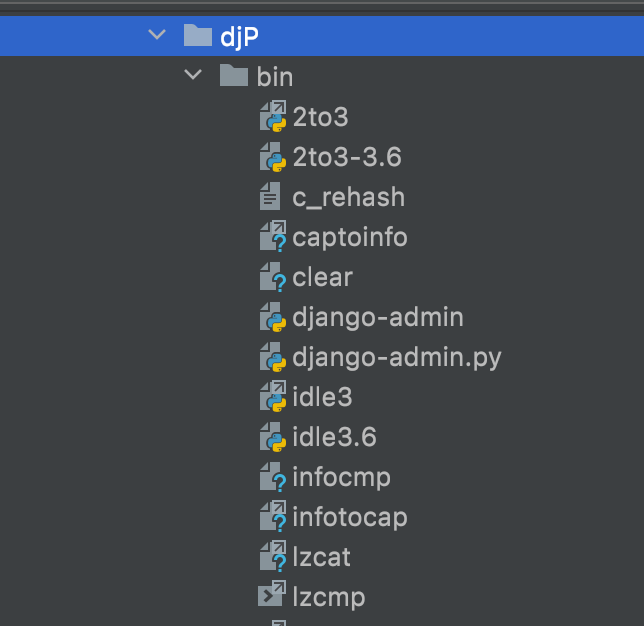 djP
bin
2to3
2to3-3.6
c_rehash
captoinfo
clear
django-admin
django-admin.py
idle3
idle3.6
infocmp
infotocap
lzcat
lzcmp